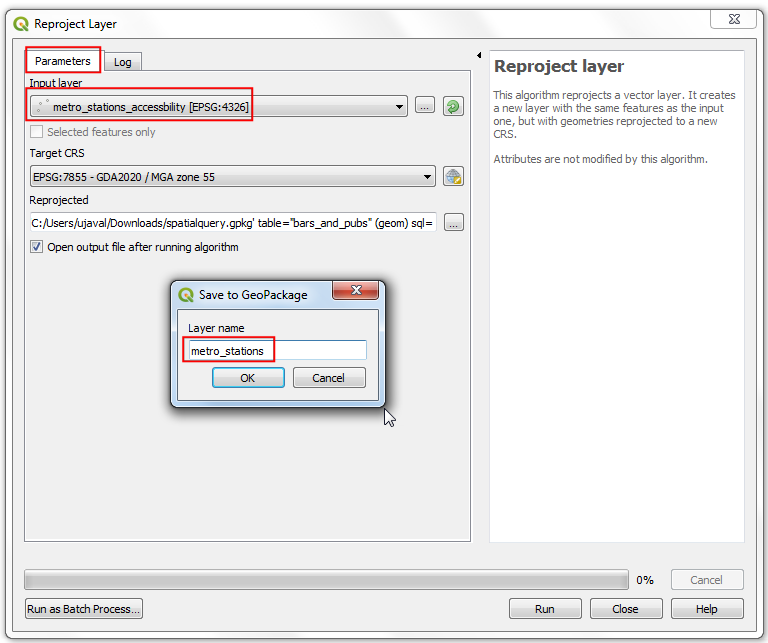 Reproject Layer
Parameters
Log
Input layer
metro_stations_accessbility [EPSG:4326]
...
Selected features only
Target CRS
EPSG:7855 - GDA2020 / MGA zone 55
Reprojected
C:/Users/ujaval/Downloads/spatialquery.gpkg' table="bars_and_pubs" (geom) sql=
...
Open output file after running algorithm
Save to GeoPackage
Layer name
metro_stations
OK
Cancel
Reproject layer
This algorithm reprojects a vector layer. It creates
a new layer with the same features as the input
one, but with geometries reprojected to a new
CRS.
Attributes are not modified by this algorithm.
0%
Cancel
Run as Batch Process...
Run
Close
Help